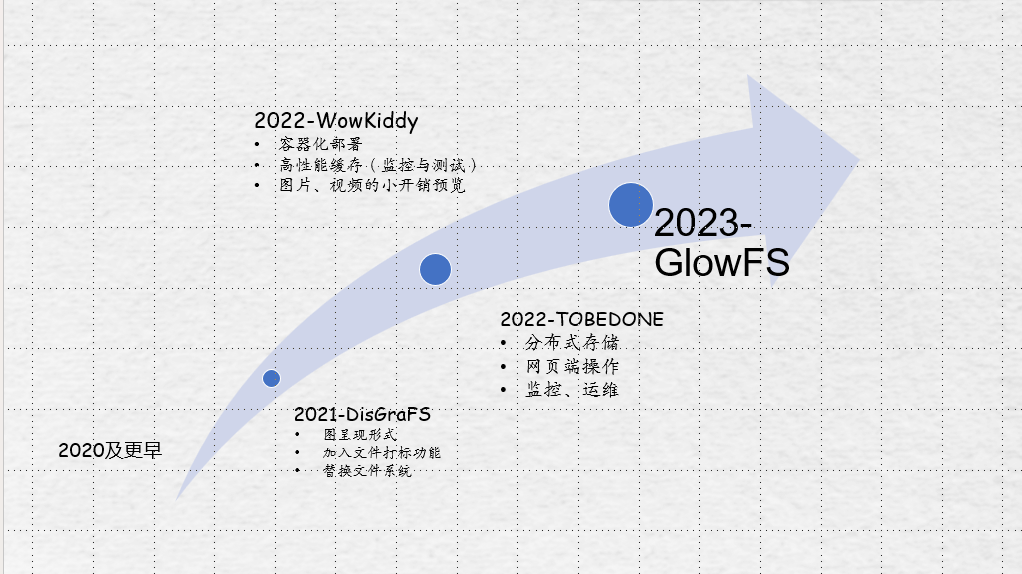 2022-WowKiddy
• 容器化部署
• 高性能缓存（监控与测试）
• 图片、视频的小开销预览
2023-
GlowFS
2022-TOBEDONE
• 分布式存储
• 网页端操作
• 监控、运维
2021-DisGraFS
• 图呈现形式
• 加入文件打标功能
• 替换文件系统
2020及更早